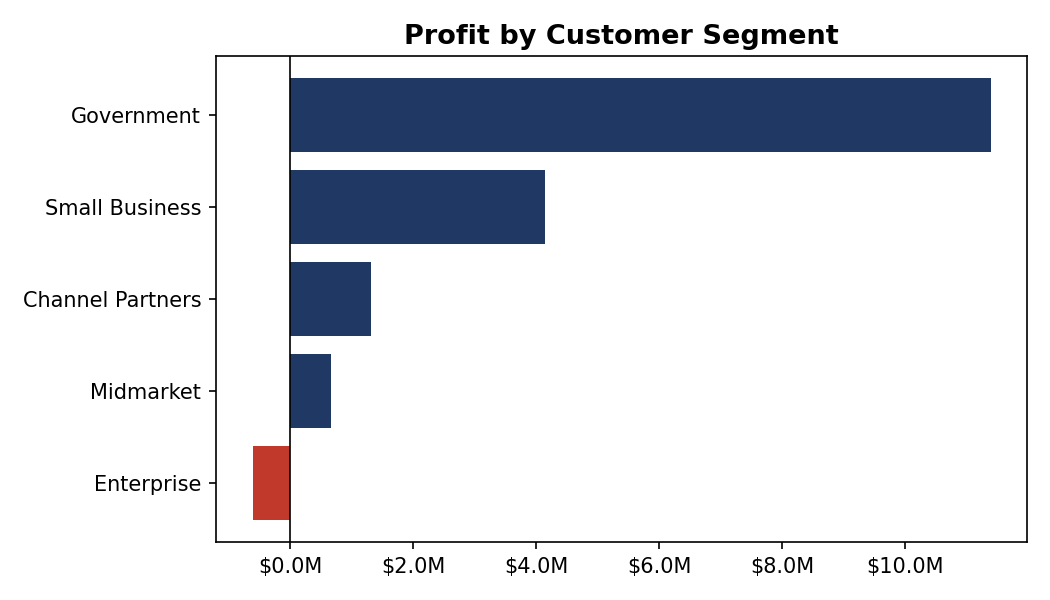 Profit by Customer Segment
Government
Small Business
Channel Partners
Midmarket
Enterprise
$0.0M $2.0M $4.0M $6.0M $8.0M $10.0M